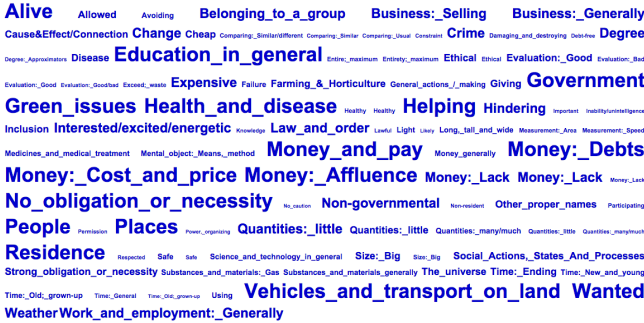 Alive Allowed Avoiding Belonging_to_a_group Business:_Selling Business:_Generally
Cause&Effect/Connection Change Cheap Comparing:_Similar/different Comparing:_Similar Comparing:_Usual Constraint Crime Damaging_and_destroying Debt-free Degree
Degree:_Approximators Disease Education_in_general Entire:_maximum Entirety:_maximum Ethical Ethical Evaluation:_Good Evaluation:_Bad
Evaluation:_Good Evaluation:_Good/bad Exceed:_waste Expensive Failure Farming_&_Horticulture General_actions_/_making Giving Government
Green_issues Health_and_disease Healthy Healthy Helping Hindering Important Inability/unintelligence
Inclusion Interested/excited/energetic Knowledge Law_and_order Lawful Light Likely Long,_tall_and_wide Measurement:_Area Measurement:_Speed
Medicines_and_medical_treatment Mental_object:_Means,_method Money_and_pay Money_generally Money:_Debts
Money:_Cost_and_price Money:_Affluence Money:_Lack Money:_Lack Money:_Lack
No_obligation_or_necessity No_caution Non-governmental Non-resident Other_proper_names Participating
People Permission Places Power_organizing Quantities:_little Quantities:_little Quantities:_many/much Quantities:_little Quantities:_many/much
Residence Respected Safe Safe Science_and_technology_in_general Size:_Big Size:_Big Social_Actions,_States_And_Processes
Strong_obligation_or_necessity Substances_and_materials:_Gas Substances_and_materials_generally The_universe Time:_Ending Time:_New_and_young
Time:_Old;_grown-up Time:_General Time:_Old;_grown-up Using Vehicles_and_transport_on_land Wanted
Weather Work_and_employment:_Generally